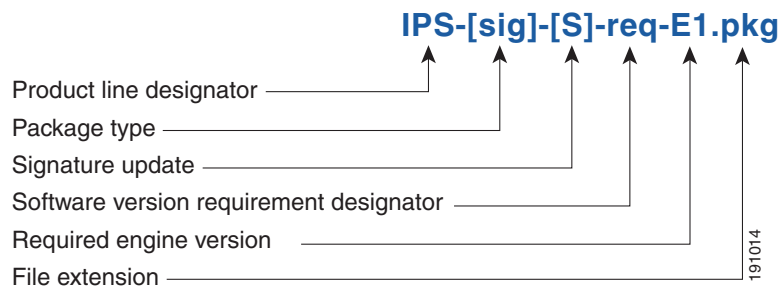 IPS-[sig]-[S]-req-E1.pkg
Product line designator
Package type
Signature update
Software version requirement designator
Required engine version
File extension
191014